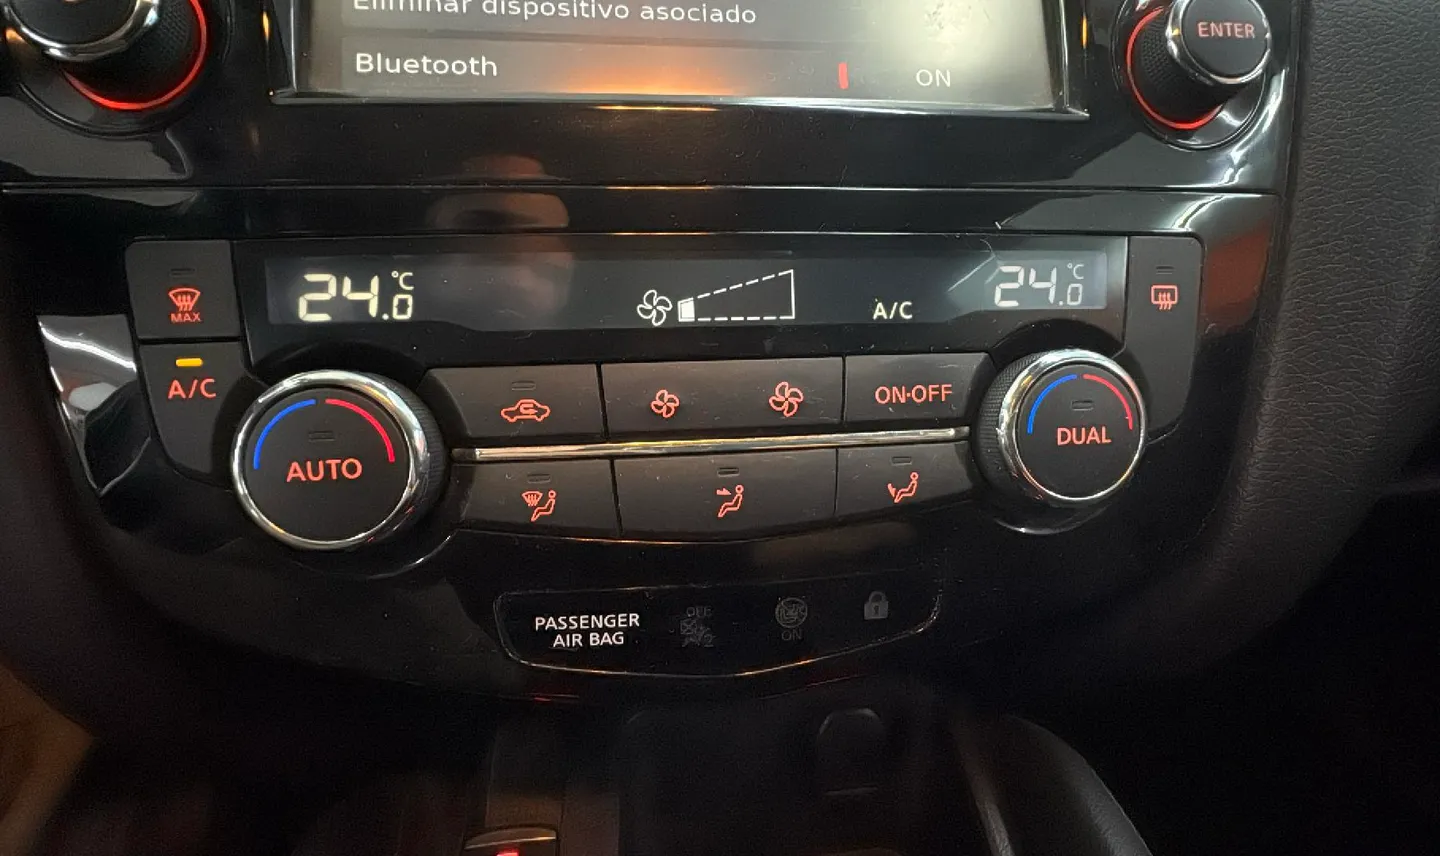 Eliminar dispositivo asociado
Bluetooth ON
ENTER
MAX
24.0 °C
A/C
24.0 °C
A/C
AUTO
ON·OFF
DUAL
PASSENGER
AIR BAG
OFF
ON